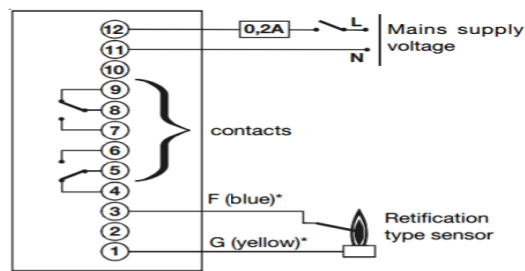 12
0,2A
L
Mains supply
11
N
voltage
10
9
8
7
contacts
6
5
4
3
F (blue)*
2
Retification
type sensor
1
G (yellow)*